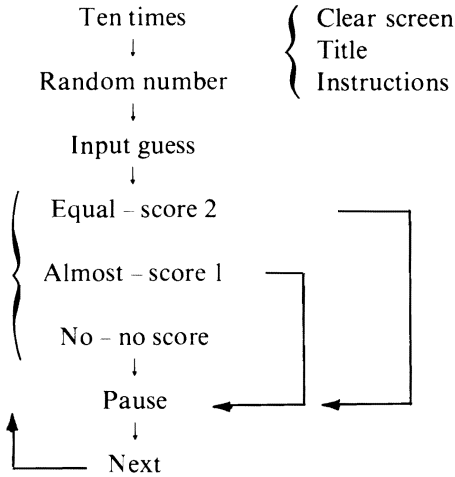 Ten times
Clear screen
Title
Instructions
Random number
Input guess
Equal – score 2
Almost – score 1
No – no score
Pause
Next